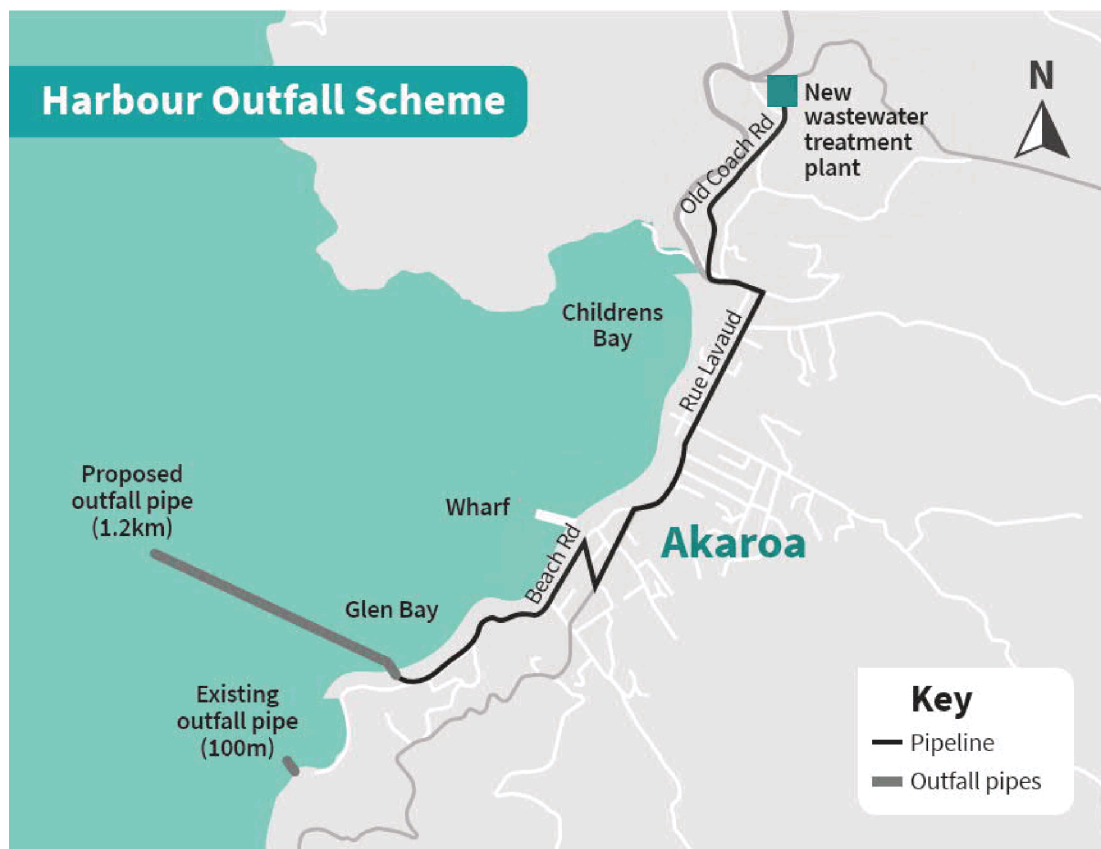 Harbour Outfall Scheme
N
New
wastewater
treatment
plant
Old Coach Rd
Childrens
Bay
Rue Lavaud
Proposed
outfall pipe
(1.2km)
Wharf
Akaroa
Beach Rd
Glen Bay
Existing
outfall pipe
(100m)
Key
Pipeline
Outfall pipes